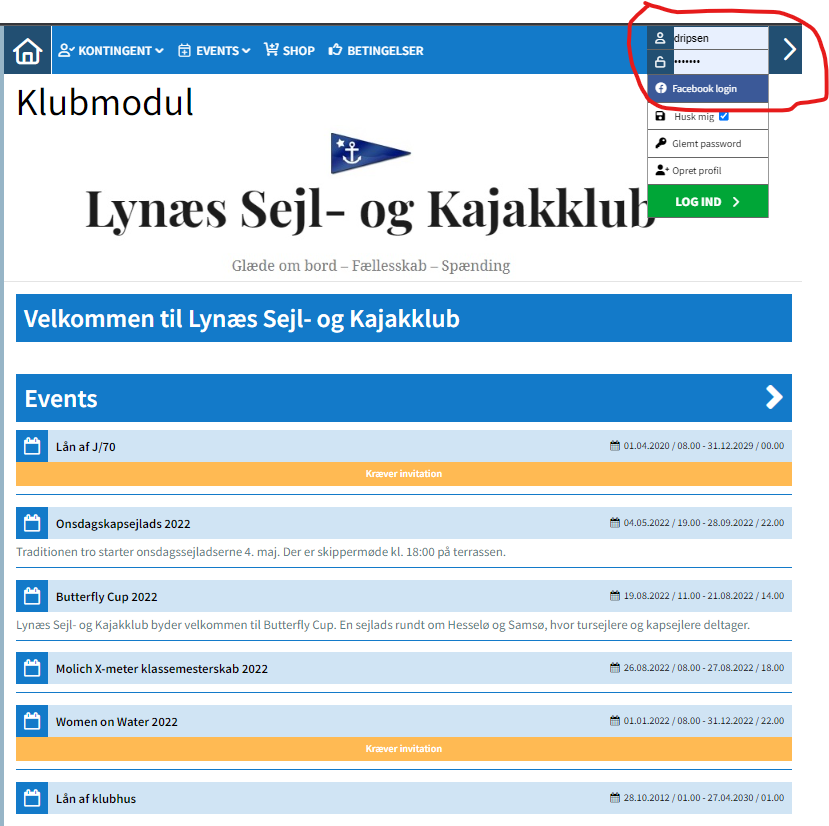 KONTINGENT EVENTS SHOP BETINGELSER
dripsen
•••••••
Facebook login
Husk mig
Glemt password
Opret profil
LOG IND
Klubmodul
Lynæs Sejl- og Kajakklub
Glæde om bord – Fællesskab – Spænding
Velkommen til Lynæs Sejl- og Kajakklub
Events
Lån af J/70 01.04.2020 / 08.00 - 31.12.2029 / 00.00
Kræver invitation
Onsdagskapsejlads 2022 04.05.2022 / 19.00 - 28.09.2022 / 22.00
Traditionen tro starter onsdagssejladserne 4. maj. Der er skippermøde kl. 18:00 på terrassen.
Butterfly Cup 2022 19.08.2022 / 11.00 - 21.08.2022 / 14.00
Lynæs Sejl- og Kajakklub byder velkommen til Butterfly Cup. En sejlads rundt om Hesselø og Samsø, hvor tursejlere og kapsejlere deltager.
Molich X-meter klassemesterskab 2022 26.08.2022 / 08.00 - 27.08.2022 / 18.00
Women on Water 2022 01.01.2022 / 08.00 - 31.12.2022 / 22.00
Kræver invitation
Lån af klubhus 28.10.2012 / 01.00 - 27.04.2030 / 01.00